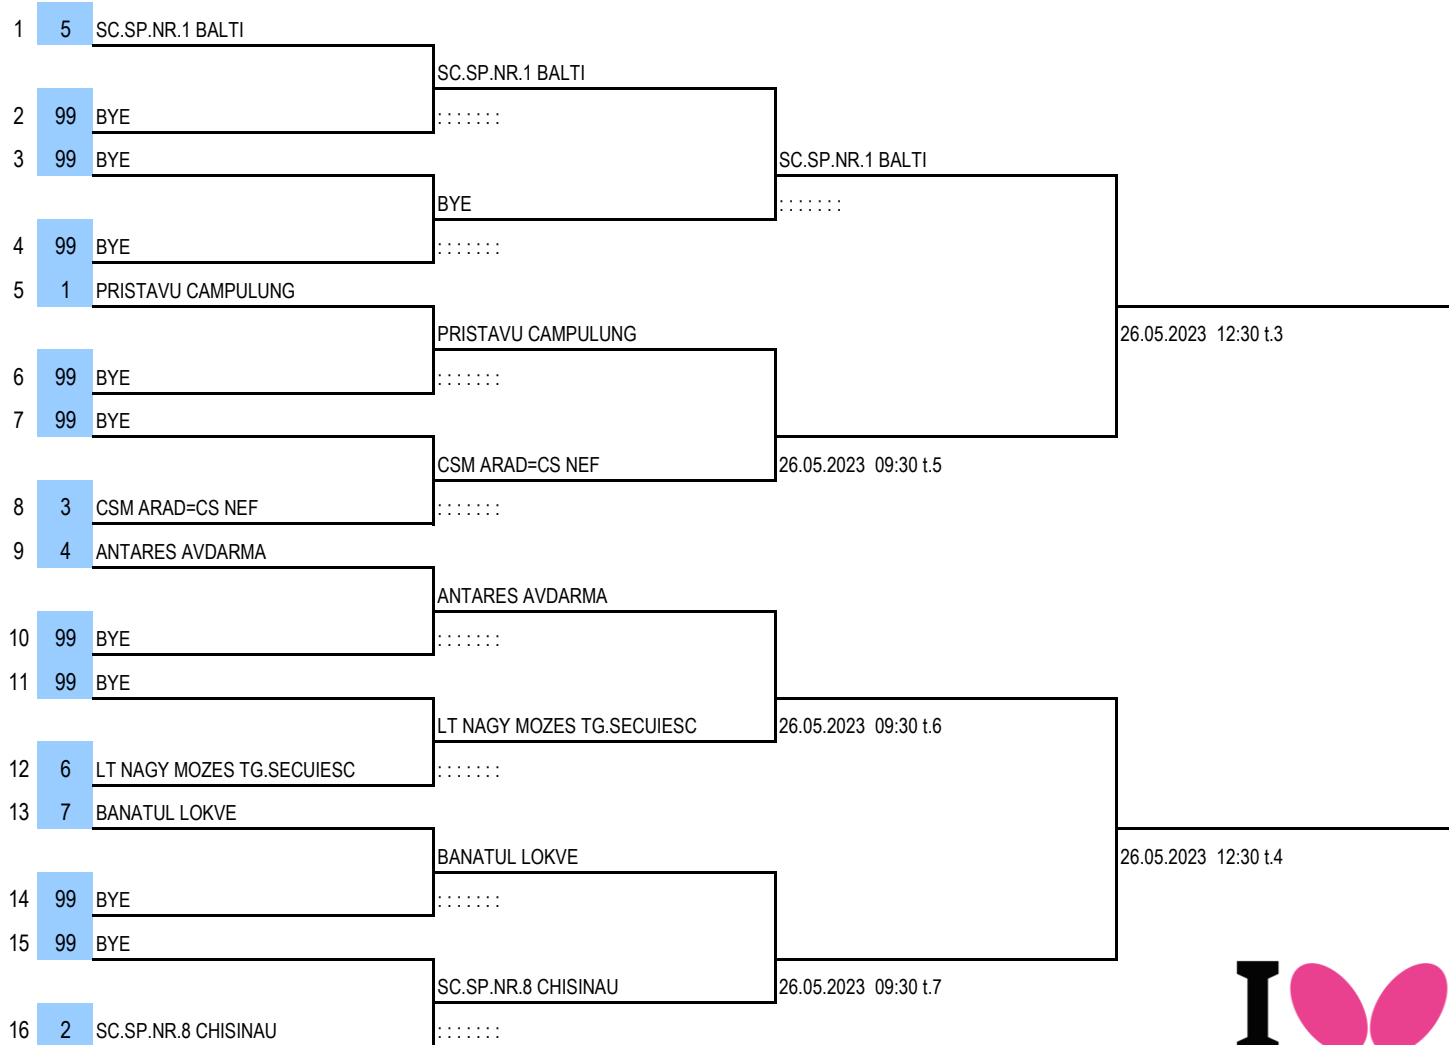 1 5 SC.SP.NR.1 BALTI
SC.SP.NR.1 BALTI
2 99 BYE : : : : : : :
3 99 BYE SC.SP.NR.1 BALTI
BYE : : : : : : :
4 99 BYE : : : : : : :
5 1 PRISTAVU CAMPULUNG
PRISTAVU CAMPULUNG 26.05.2023 12:30 t.3
6 99 BYE : : : : : : :
7 99 BYE
CSM ARAD=CS NEF 26.05.2023 09:30 t.5
8 3 CSM ARAD=CS NEF : : : : : : :
9 4 ANTARES AVDARMA
ANTARES AVDARMA
10 99 BYE : : : : : : :
11 99 BYE
LT NAGY MOZES TG.SECUIESC 26.05.2023 09:30 t.6
12 6 LT NAGY MOZES TG.SECUIESC : : : : : : :
13 7 BANATUL LOKVE
BANATUL LOKVE 26.05.2023 12:30 t.4
14 99 BYE : : : : : : :
15 99 BYE
SC.SP.NR.8 CHISINAU 26.05.2023 09:30 t.7
16 2 SC.SP.NR.8 CHISINAU : : : : : : :
I